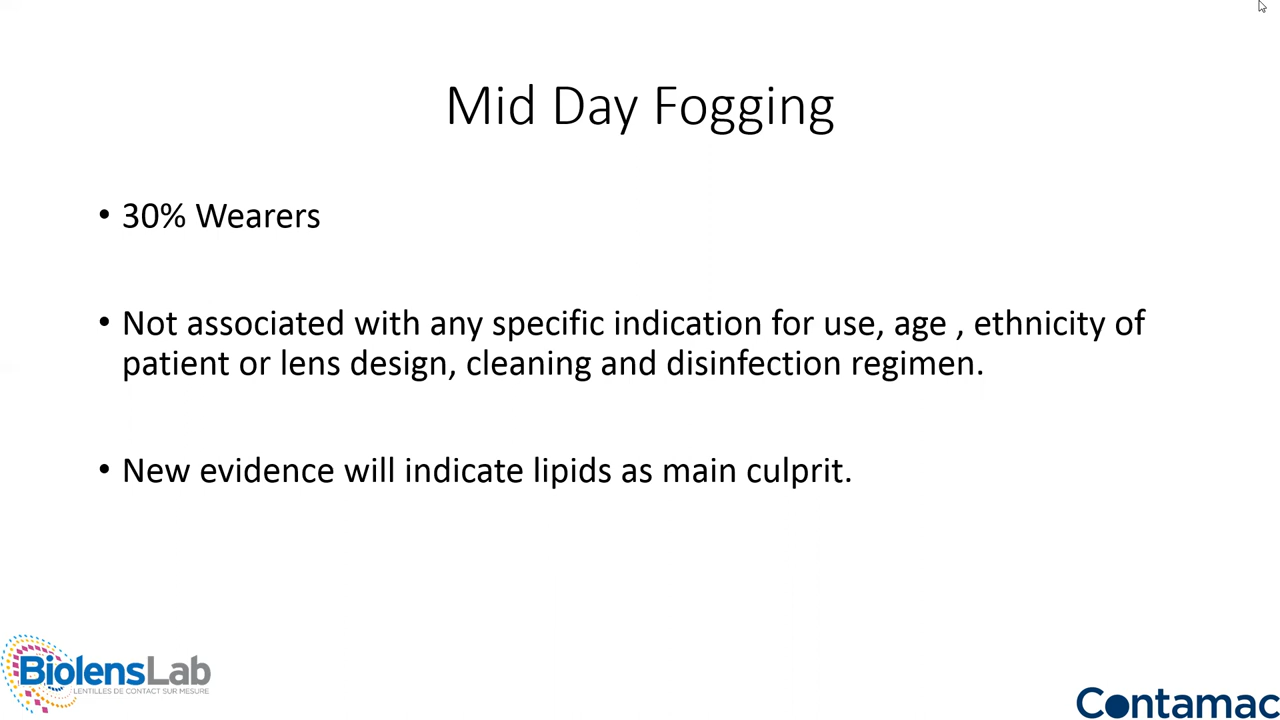 Mid Day Fogging
• 30% Wearers
• Not associated with any specific indication for use, age , ethnicity of
patient or lens design, cleaning and disinfection regimen.
• New evidence will indicate lipids as main culprit.
BiolensLab
LENTILLES DE CONTACT SUR MESURE
Contamac